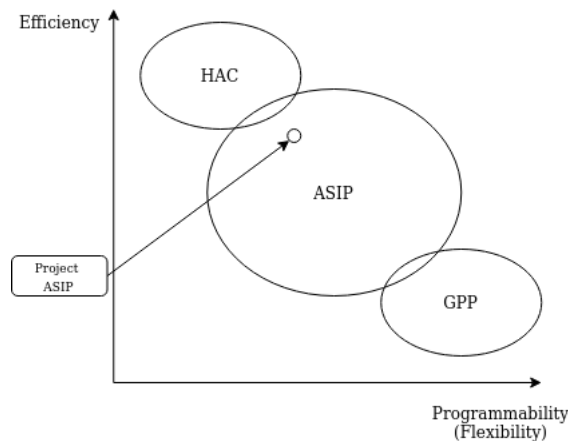 Efficiency
HAC
ASIP
Project
ASIP
GPP
Programmability
(Flexibility)